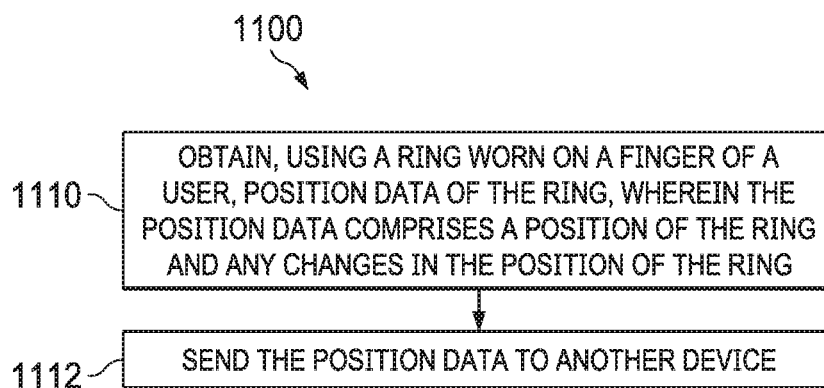 1100
1110
OBTAIN, USING A RING WORN ON A FINGER OF A
USER, POSITION DATA OF THE RING, WHEREIN THE
POSITION DATA COMPRISES A POSITION OF THE RING
AND ANY CHANGES IN THE POSITION OF THE RING
1112
SEND THE POSITION DATA TO ANOTHER DEVICE